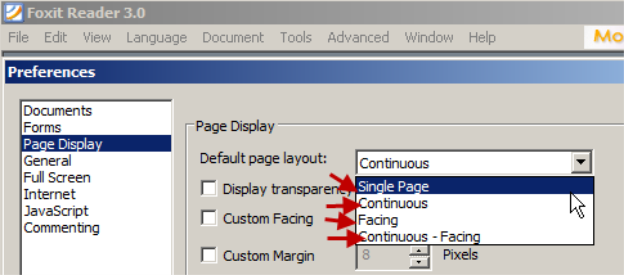 Foxit Reader 3.0
File Edit View Language Document Tools Advanced Window Help Mo
Preferences
Documents
Forms
Page Display
General
Full Screen
Internet
JavaScript
Commenting
Page Display
Default page layout: Continuous
Single Page
Continuous
Facing
Continuous - Facing
Display transparency
Custom Facing
Custom Margin 8 Pixels